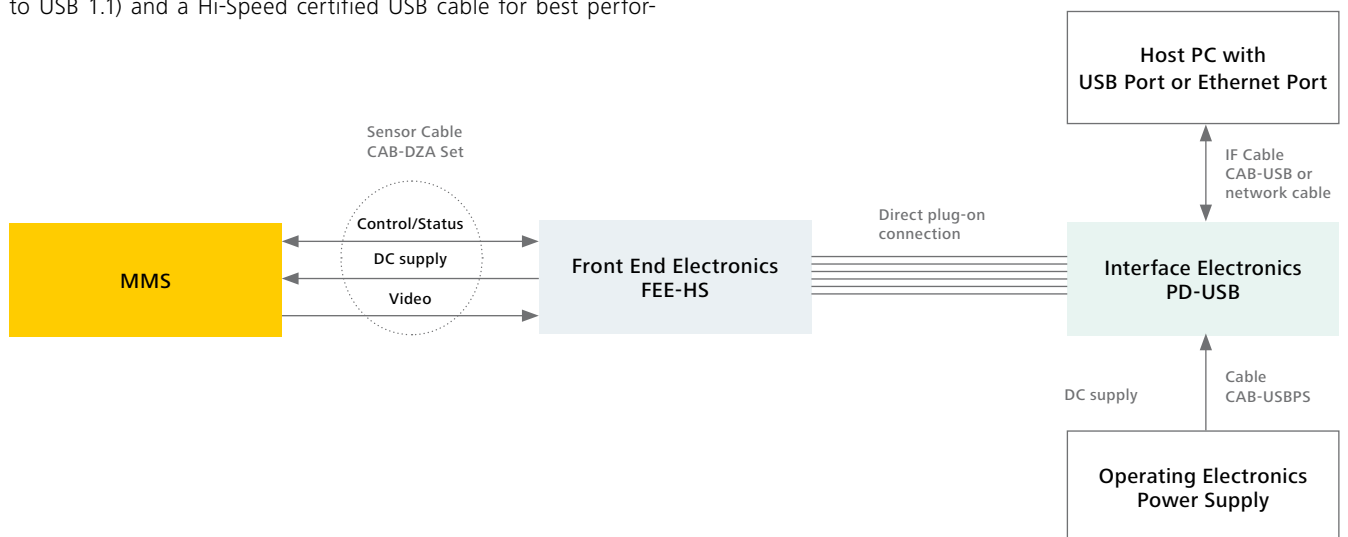 to USB 1.1) and a Hi-Speed certified USB cable for best perfor-
Host PC with
USB Port or Ethernet Port
Sensor Cable
CAB-DZA Set
IF Cable
CAB-USB or
network cable
Control/Status
DC supply
Video
MMS
Front End Electronics
FEE-HS
Direct plug-on
connection
Interface Electronics
PD-USB
DC supply
Cable
CAB-USBPS
Operating Electronics
Power Supply